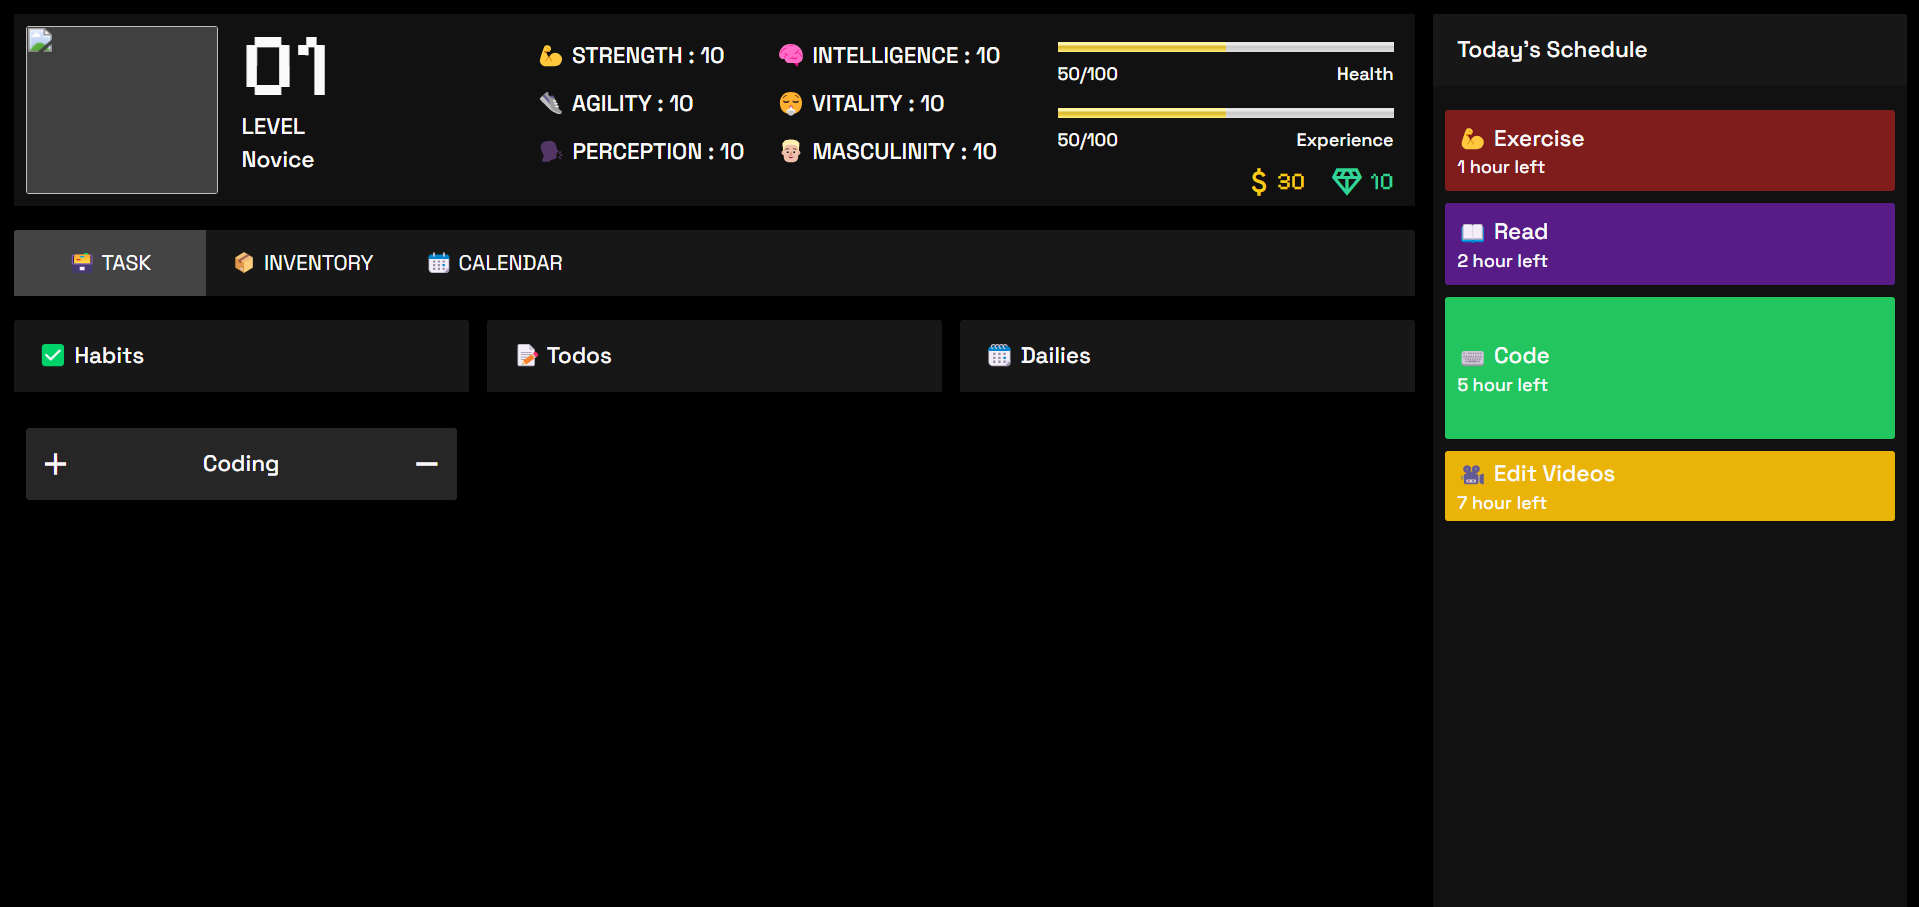 01
LEVEL
Novice
STRENGTH : 10
INTELLIGENCE : 10
AGILITY : 10
VITALITY : 10
PERCEPTION : 10
MASCULINITY : 10
50/100 Health
50/100 Experience
$ 30 10
TASK INVENTORY CALENDAR
Habits
Todos
Dailies
+ Coding −
Today's Schedule
Exercise
1 hour left
Read
2 hour left
Code
5 hour left
Edit Videos
7 hour left